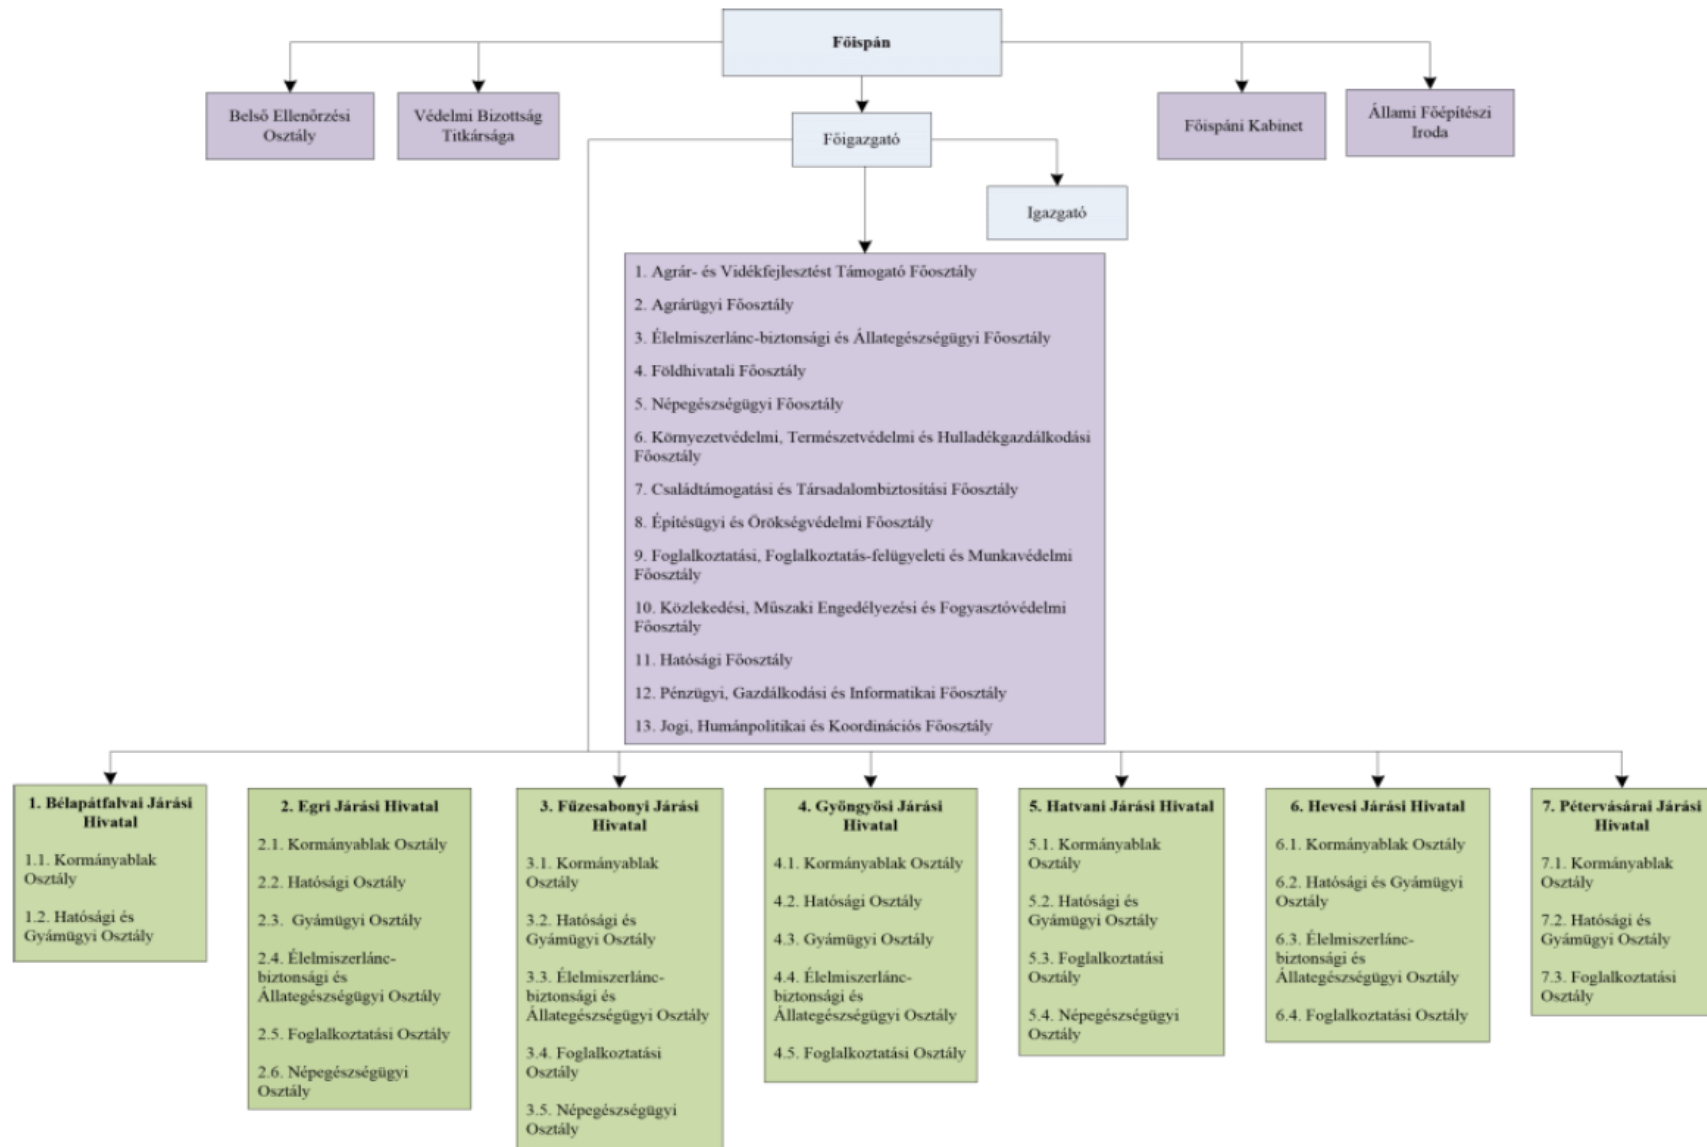 Főispán
Belső Ellenőrzési
Osztály
Védelmi Bizottság
Titkársága
Főispáni Kabinet
Állami Főépítészi
Iroda
Főigazgató
Igazgató
1. Agrár- és Vidékfejlesztést Támogató Főosztály
2. Agrárügyi Főosztály
3. Élelmiszerlánc-biztonsági és Állategészségügyi Főosztály
4. Földhivatali Főosztály
5. Népegészségügyi Főosztály
6. Környezetvédelmi, Természetvédelmi és Hulladékgazdálkodási
Főosztály
7. Családtámogatási és Társadalombiztosítási Főosztály
8. Építésügyi és Örökségvédelmi Főosztály
9. Foglalkoztatási, Foglalkoztatás-felügyeleti és Munkavédelmi
Főosztály
10. Közlekedési, Műszaki Engedélyezési és Fogyasztóvédelmi
Főosztály
11. Hatósági Főosztály
12. Pénzügyi, Gazdálkodási és Informatikai Főosztály
13. Jogi, Humánpolitikai és Koordinációs Főosztály
1. Bélapátfalvai Járási
Hivatal
1.1. Kormányablak
Osztály
1.2. Hatósági és
Gyámügyi Osztály
2. Egri Járási Hivatal
2.1. Kormányablak Osztály
2.2. Hatósági Osztály
2.3. Gyámügyi Osztály
2.4. Élelmiszerlánc-
biztonsági és
Állategészségügyi Osztály
2.5. Foglalkoztatási Osztály
2.6. Népegészségügyi
Osztály
3. Füzesabonyi Járási
Hivatal
3.1. Kormányablak
Osztály
3.2. Hatósági és
Gyámügyi Osztály
3.3. Élelmiszerlánc-
biztonsági és
Állategészségügyi Osztály
3.4. Foglalkoztatási
Osztály
3.5. Népegészségügyi
Osztály
4. Gyöngyösi Járási
Hivatal
4.1. Kormányablak Osztály
4.2. Hatósági Osztály
4.3. Gyámügyi Osztály
4.4. Élelmiszerlánc-
biztonsági és
Állategészségügyi Osztály
4.5. Foglalkoztatási Osztály
5. Hatvani Járási Hivatal
5.1. Kormányablak
Osztály
5.2. Hatósági és
Gyámügyi Osztály
5.3. Foglalkoztatási
Osztály
5.4. Népegészségügyi
Osztály
6. Hevesi Járási Hivatal
6.1. Kormányablak Osztály
6.2. Hatósági és Gyámügyi
Osztály
6.3. Élelmiszerlánc-
biztonsági és
Állategészségügyi Osztály
6.4. Foglalkoztatási Osztály
7. Pétervásárai Járási
Hivatal
7.1. Kormányablak
Osztály
7.2. Hatósági és
Gyámügyi Osztály
7.3. Foglalkoztatási
Osztály